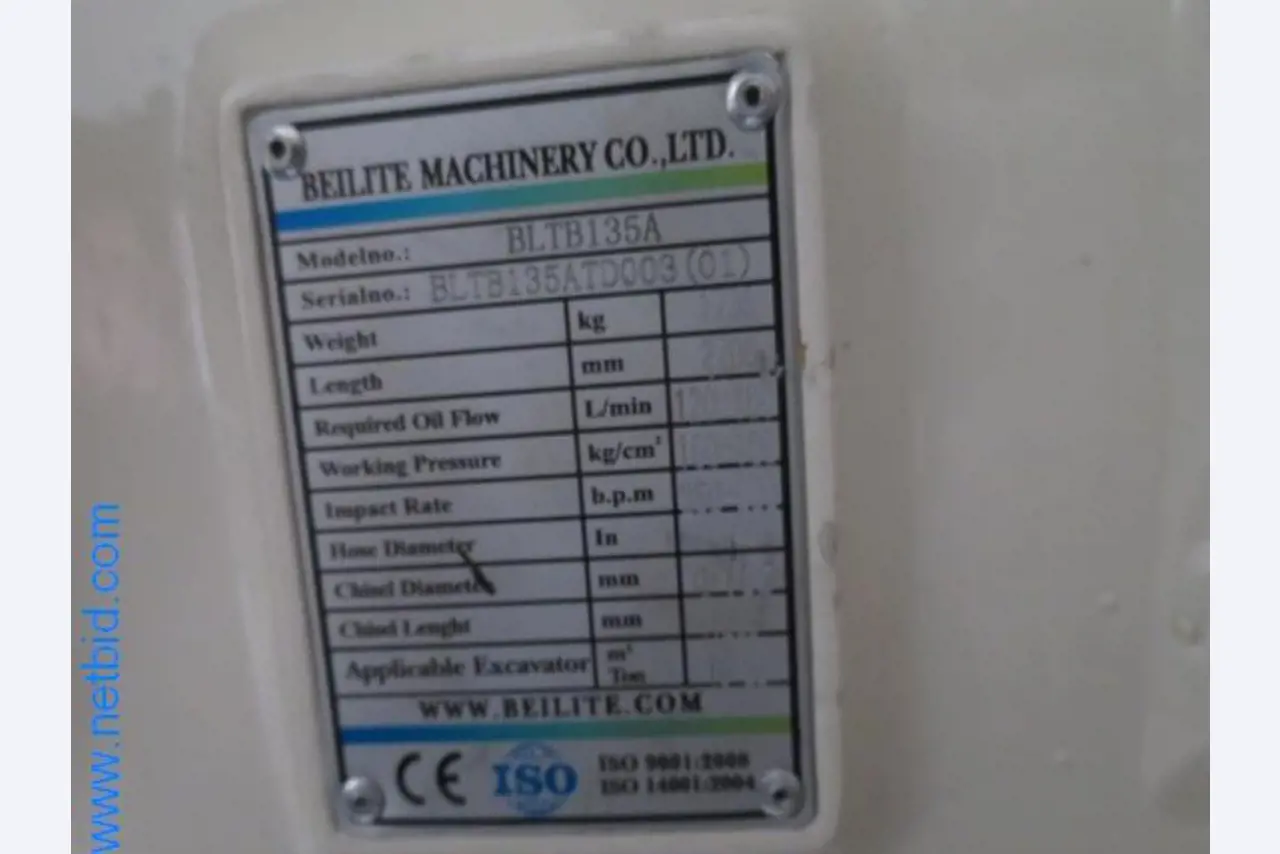 BEILITE MACHINERY CO.,LTD.
Modelno.: BLTB135A
Serialno.: BLTB135ATD003(01)
Weight kg
Length mm
Required Oil Flow L/min
Working Pressure kg/cm²
Impact Rate b.p.m
Hose Diameter In
Chisel Diameter mm
Chisel Lenght mm
Applicable Excavator m³
Ton
WWW.BEILITE.COM
CE ISO ISO 9001:2008
ISO 14001:2004
www.netbid.com